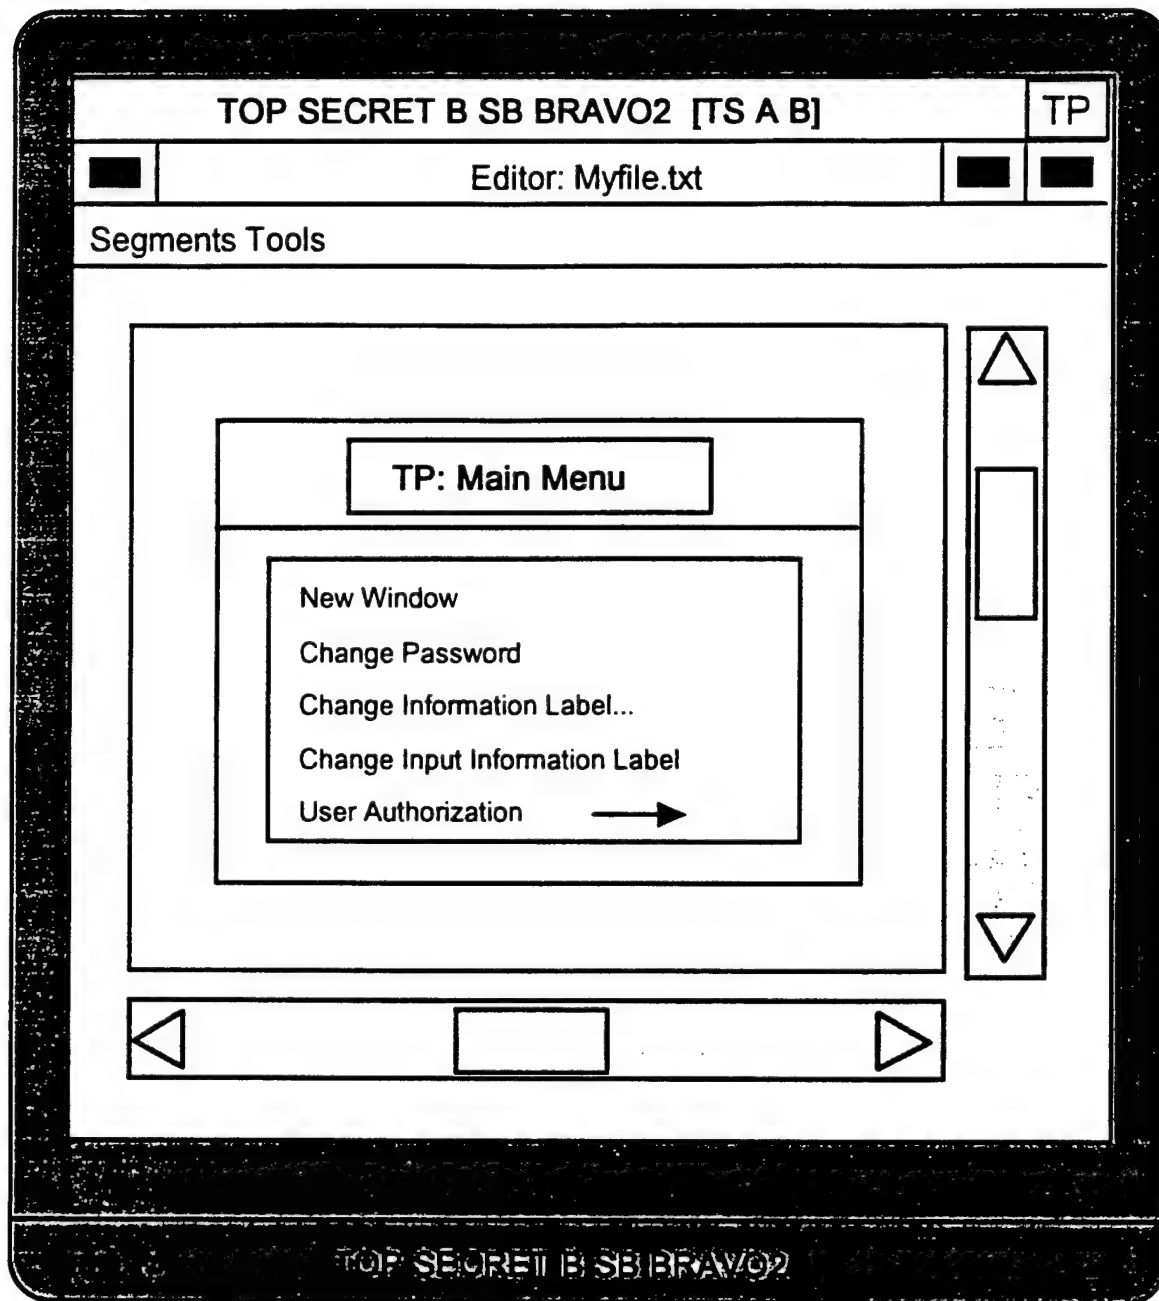 TOP SECRET B SB BRAVO2 [TS A B] TP
Editor: Myfile.txt
Segments Tools
TP: Main Menu
New Window
Change Password
Change Information Label...
Change Input Information Label
User Authorization
TOP SECRET B SB BRAVO2